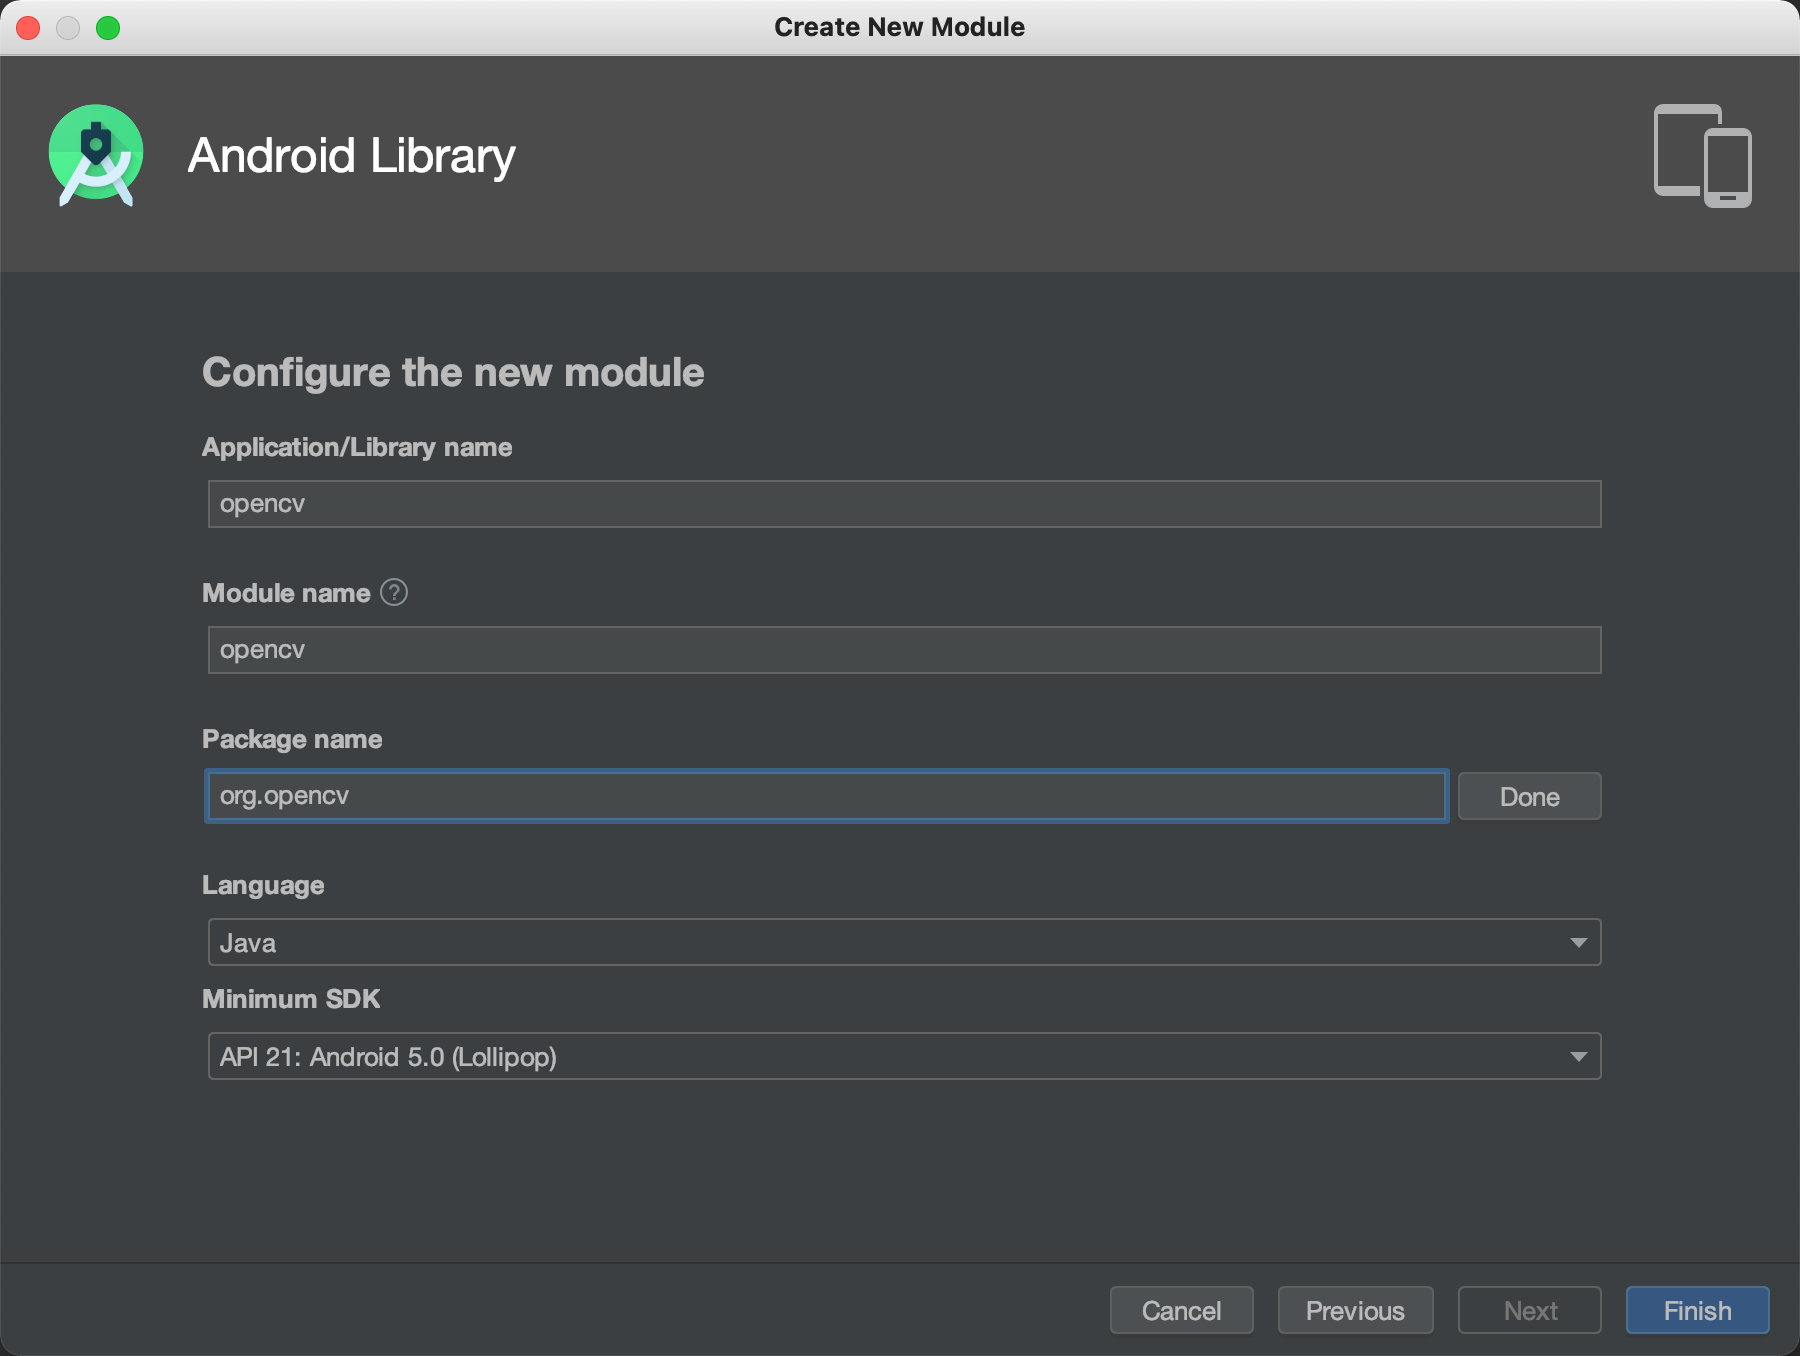 Create New Module
Android Library
Configure the new module
Application/Library name
opencv
Module name ?
opencv
Package name
org.opencv Done
Language
Java
Minimum SDK
API 21: Android 5.0 (Lollipop)
Cancel Previous Next Finish